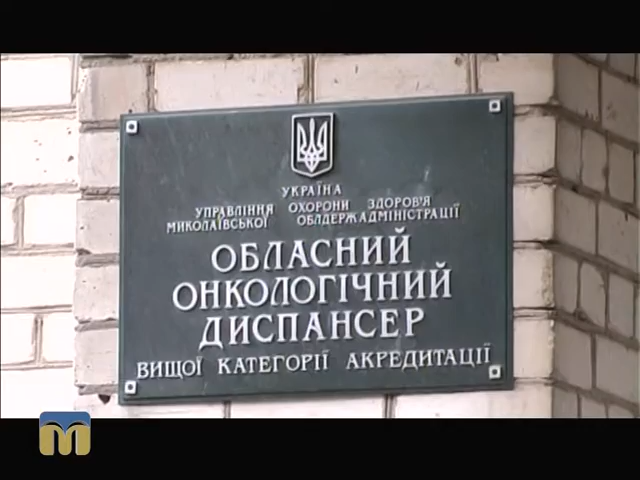 УКРАЇНА
УПРАВЛІННЯ ОХОРОНИ ЗДОРОВ'Я
МИКОЛАЇВСЬКОЇ ОБЛДЕРЖАДМІНІСТРАЦІЇ
ОБЛАСНИЙ
ОНКОЛОГІЧНИЙ
ДИСПАНСЕР
ВИЩОЇ КАТЕГОРІЇ АКРЕДИТАЦІЇ
М